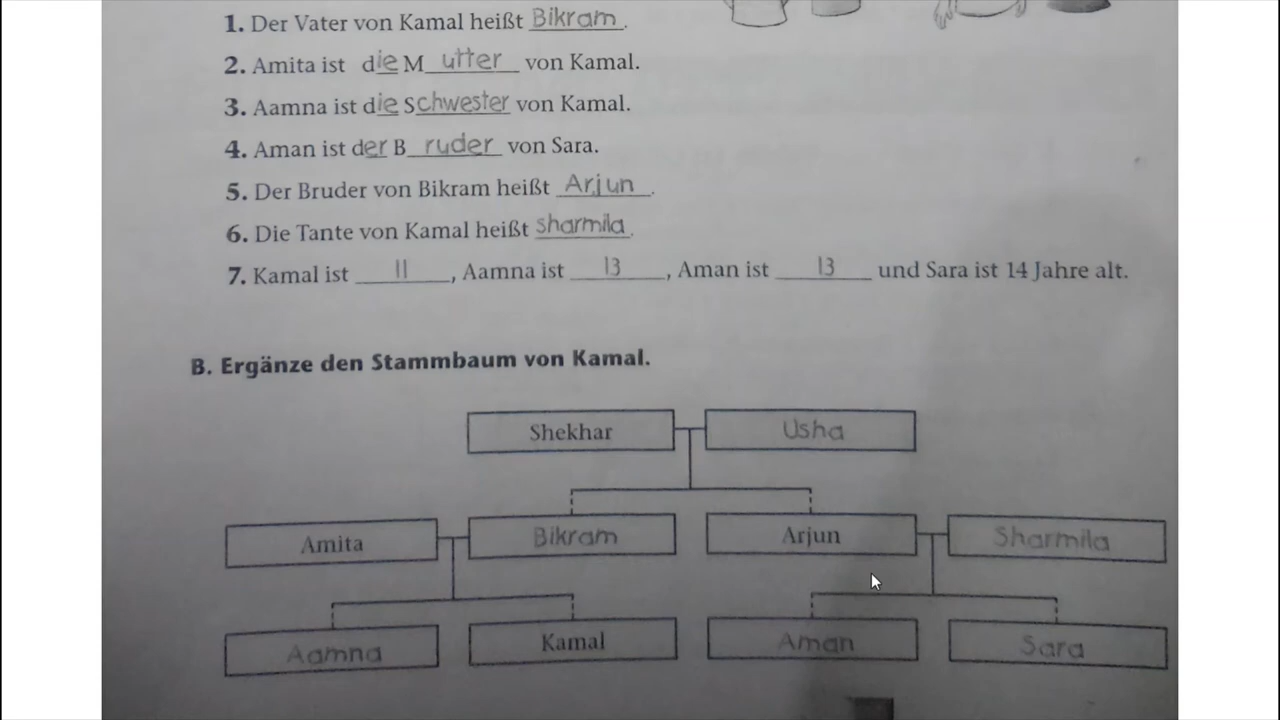 1. Der Vater von Kamal heißt Bikram.
2. Amita ist die Mutter von Kamal.
3. Aamna ist die Schwester von Kamal.
4. Aman ist der Bruder von Sara.
5. Der Bruder von Bikram heißt Arjun.
6. Die Tante von Kamal heißt sharmila.
7. Kamal ist 11, Aamna ist 13, Aman ist 13 und Sara ist 14 Jahre alt.
B. Ergänze den Stammbaum von Kamal.
Shekhar Usha
Amita Bikram Arjun Sharmila
Aamna Kamal Aman Sara